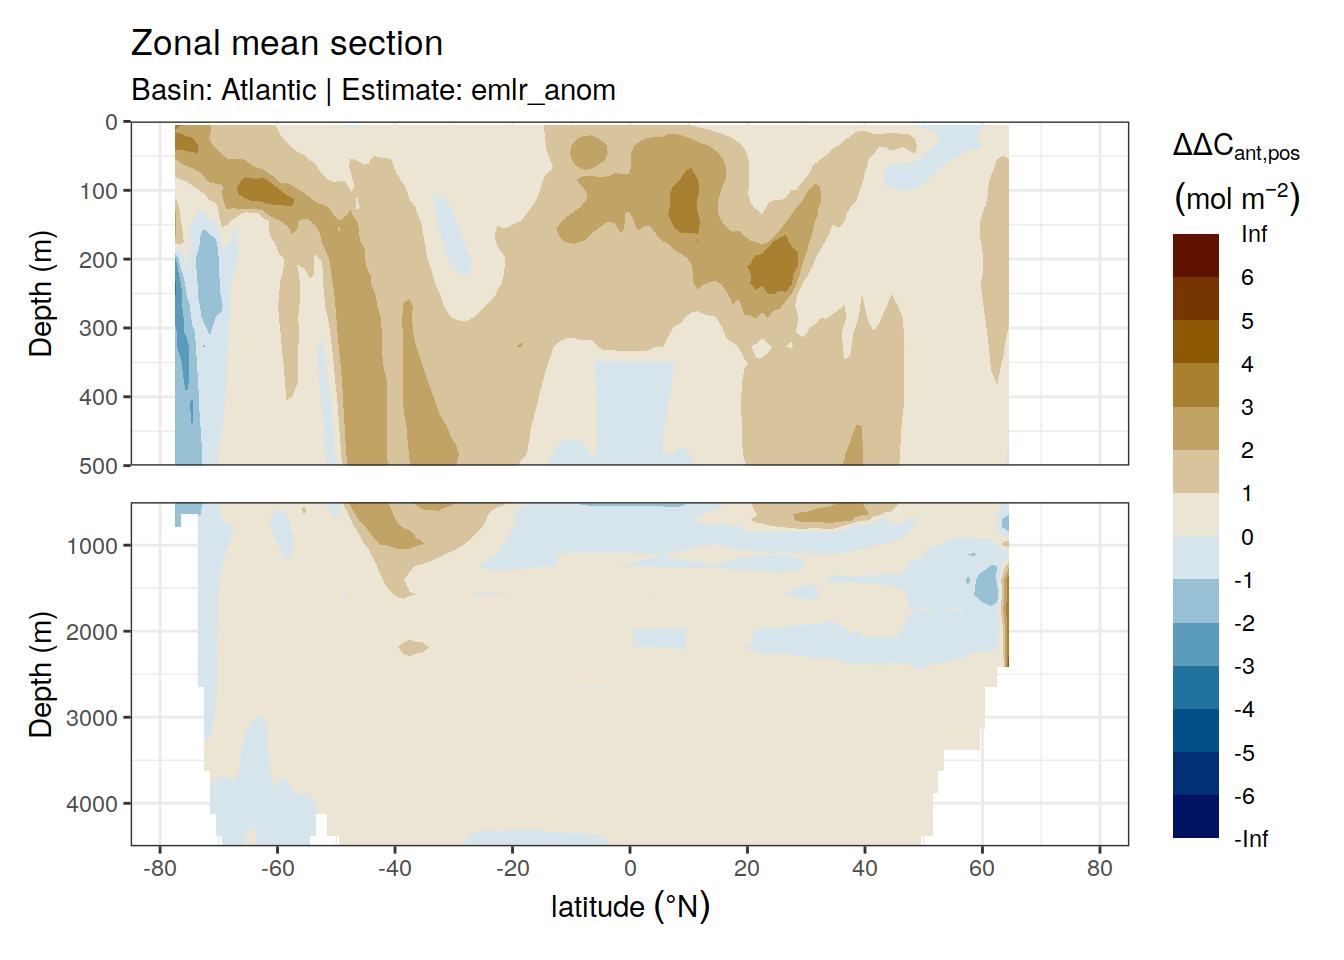 Zonal mean section
Basin: Atlantic | Estimate: emlr_anom
ΔΔCant,pos
(mol m−2)
Inf
6
5
4
3
2
1
0
-1
-2
-3
-4
-5
-6
-Inf
Depth (m)
0
100
200
300
400
500
Depth (m)
1000
2000
3000
4000
-80 -60 -40 -20 0 20 40 60 80
latitude (°N)